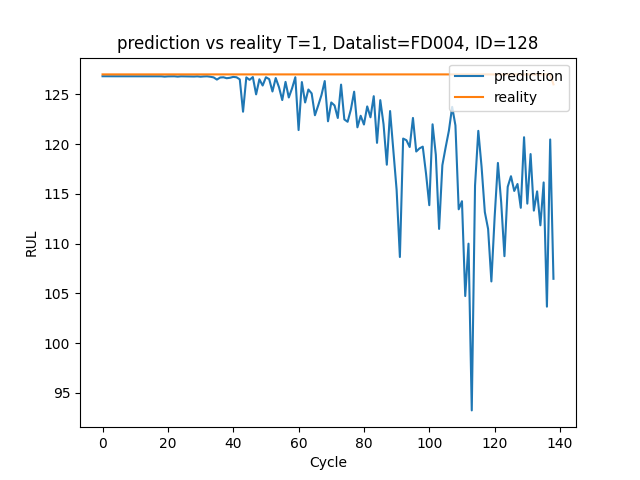 prediction vs reality T=1, Datalist=FD004, ID=128
prediction
reality
RUL
125
120
115
110
105
100
95
0 20 40 60 80 100 120 140
Cycle